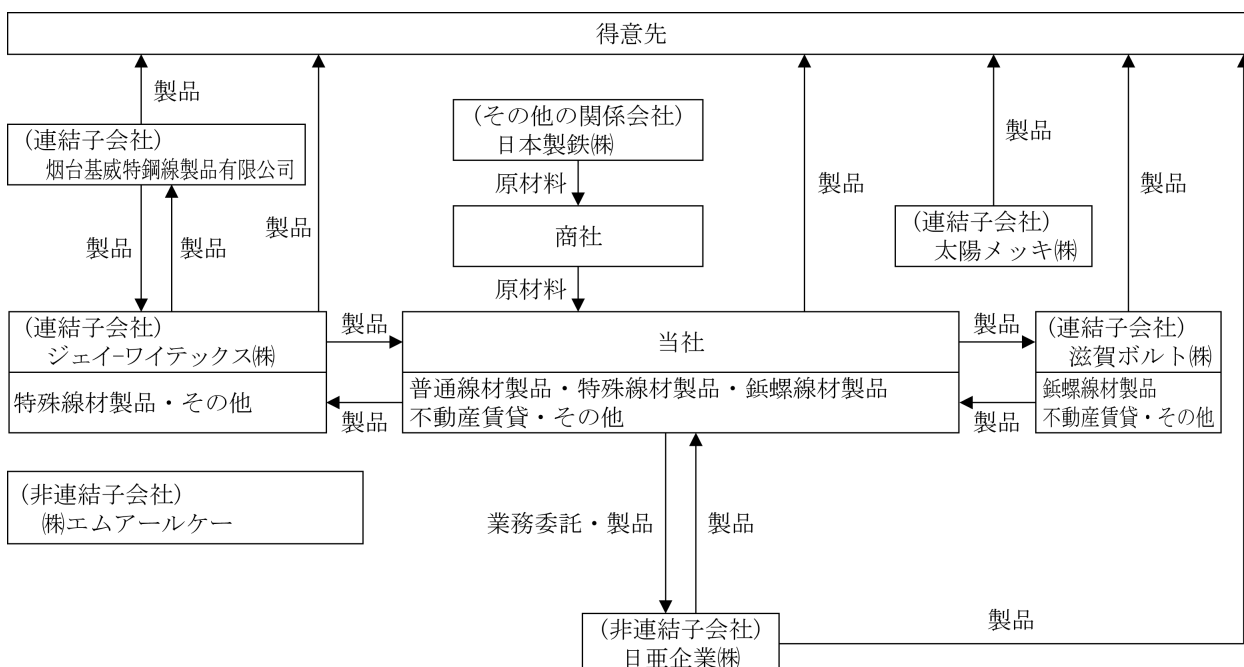 得意先
製品
(その他の関係会社)
日本製鉄㈱
(連結子会社)
烟台基威特鋼線製品有限公司
製品
原材料
製品
製品
(連結子会社)
太陽メッキ㈱
商社
製品
製品
製品
原材料
(連結子会社)
ジェイ-ワイテックス㈱
特殊線材製品・その他
製品
製品
当社
普通線材製品・特殊線材製品・鋲螺線材製品
不動産賃貸・その他
製品
製品
(連結子会社)
滋賀ボルト㈱
鋲螺線材製品
不動産賃貸・その他
(非連結子会社)
㈱エムアールケー
業務委託・製品
製品
(非連結子会社)
日亜企業㈱
製品